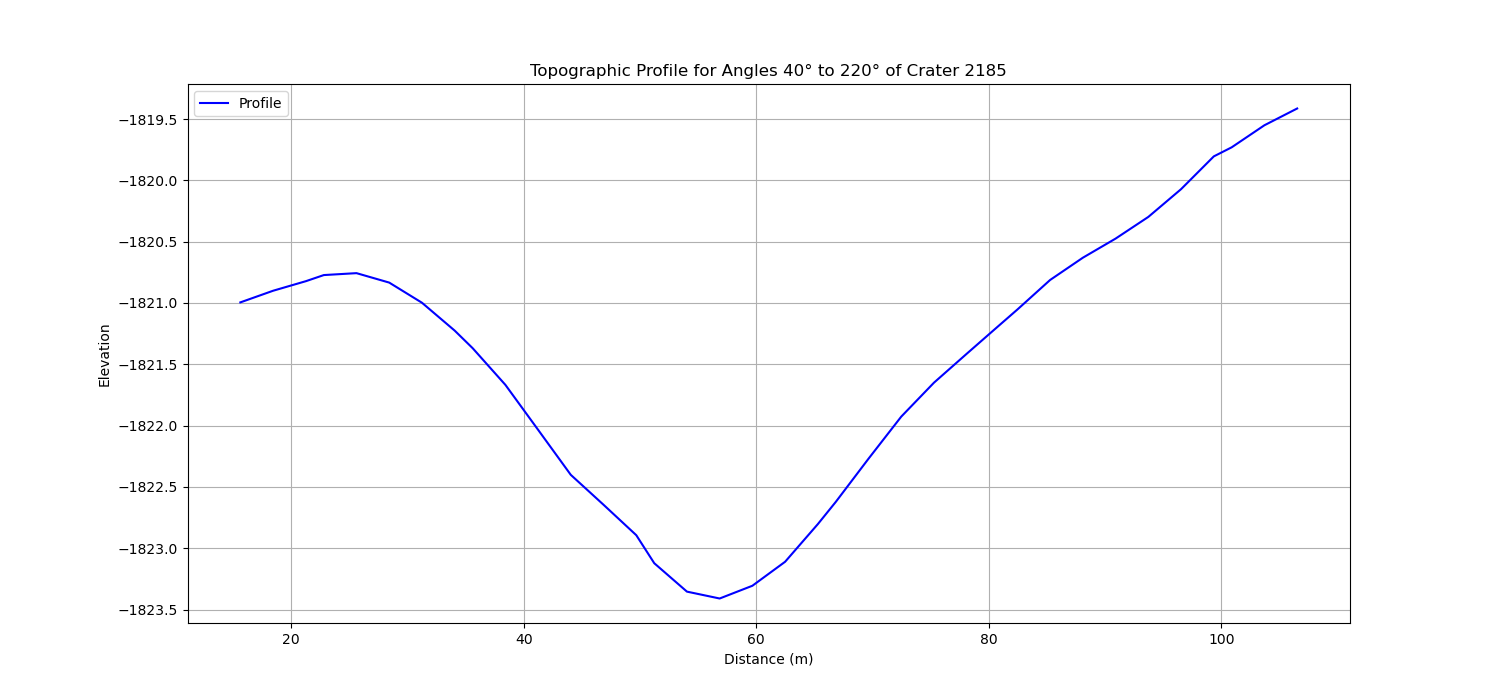 Topographic Profile for Angles 40° to 220° of Crater 2185
Profile
−1819.5
−1820.0
−1820.5
−1821.0
−1821.5
−1822.0
−1822.5
−1823.0
−1823.5
Elevation
20 40 60 80 100
Distance (m)